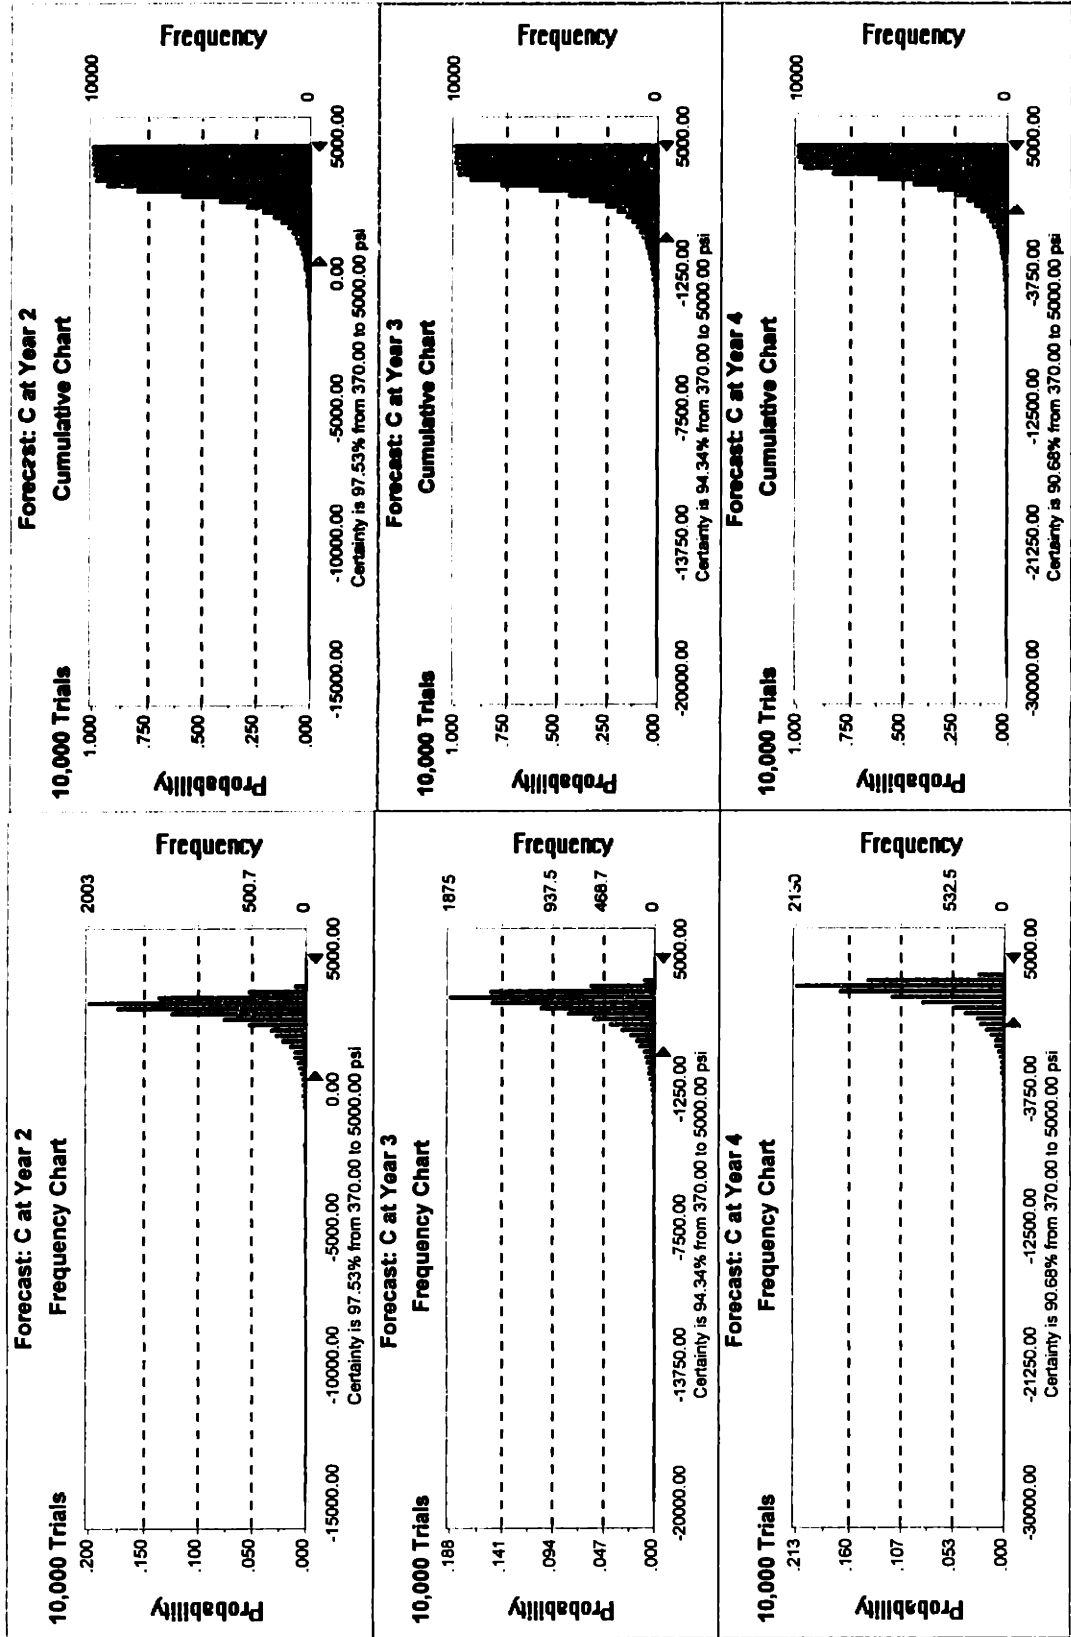 Forecast: C at Year 2
10,000 Trials Frequency Chart
Probability
.200
.150
.100
.050
.000
Frequency
2003
500.7
0
-15000.00 -10000.00 -5000.00 0.00 5000.00
Certainty is 97.53% from 370.00 to 5000.00 psi
Forecast: C at Year 2
10,000 Trials Cumulative Chart
Probability
1.000
.750
.500
.250
.000
Frequency
10000
0
-15000.00 -10000.00 -5000.00 0.00 5000.00
Certainty is 97.53% from 370.00 to 5000.00 psi
Forecast: C at Year 3
10,000 Trials Frequency Chart
Probability
.188
.141
.094
.047
.000
Frequency
1875
937.5
468.7
0
-20000.00 -13750.00 -7500.00 -1250.00 5000.00
Certainty is 94.34% from 370.00 to 5000.00 psi
Forecast: C at Year 3
10,000 Trials Cumulative Chart
Probability
1.000
.750
.500
.250
.000
Frequency
10000
0
-20000.00 -13750.00 -7500.00 -1250.00 5000.00
Certainty is 94.34% from 370.00 to 5000.00 psi
Forecast: C at Year 4
10,000 Trials Frequency Chart
Probability
.213
.160
.107
.053
.000
Frequency
532.5
0
-30000.00 -21250.00 -12500.00 -3750.00 5000.00
Certainty is 90.68% from 370.00 to 5000.00 psi
Forecast: C at Year 4
10,000 Trials Cumulative Chart
Probability
1.000
.750
.500
.250
.000
Frequency
10000
0
-30000.00 -21250.00 -12500.00 -3750.00 5000.00
Certainty is 90.68% from 370.00 to 5000.00 psi